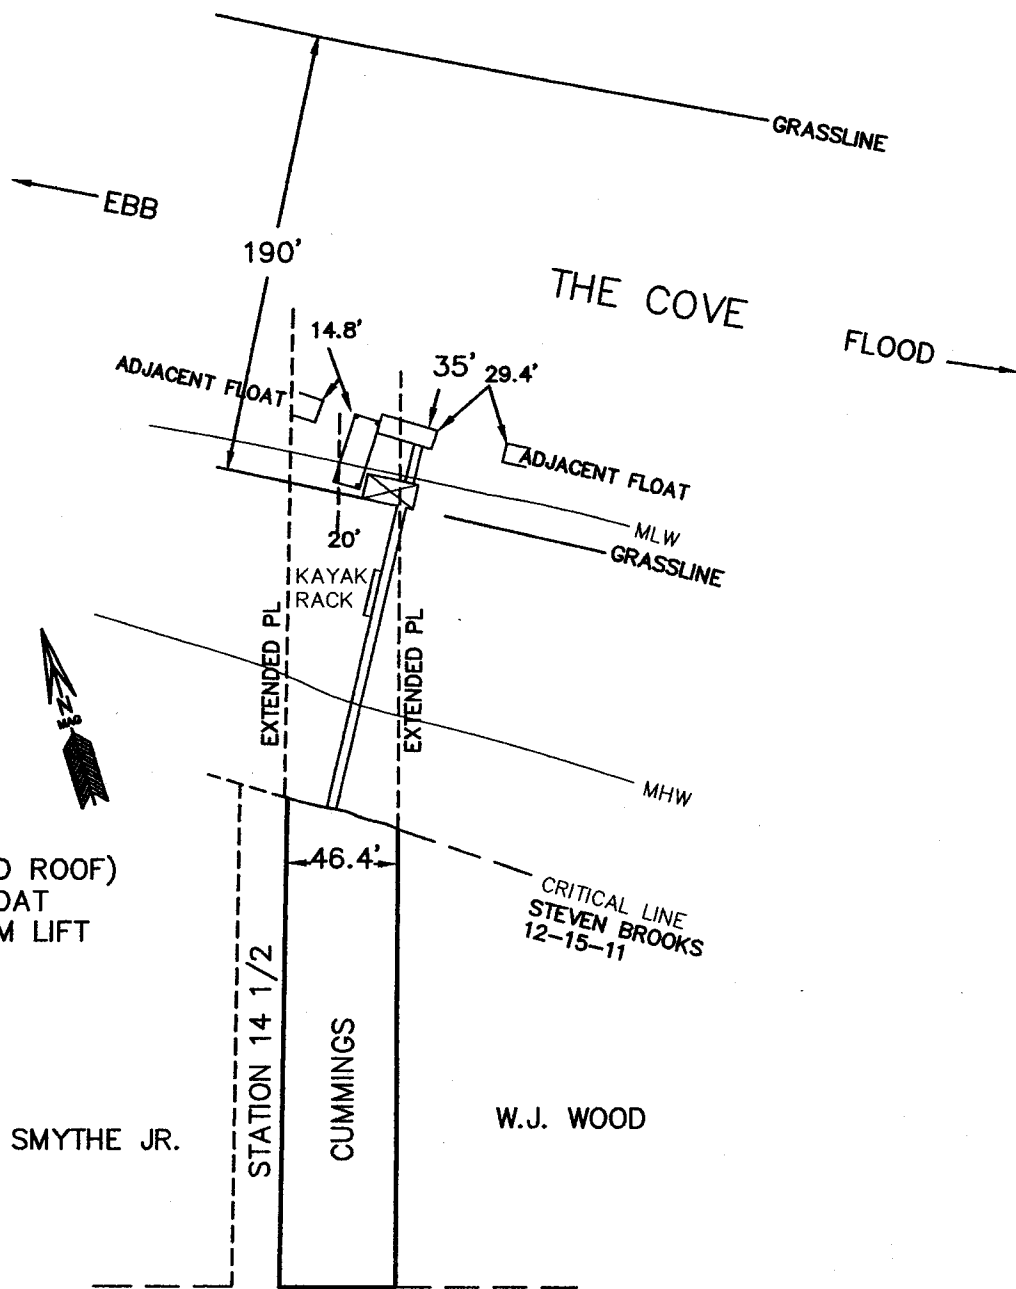 GRASSLINE
EBB
190'
THE COVE
FLOOD
14.8'
35'
29.4'
ADJACENT FLOAT
ADJACENT FLOAT
MLW
GRASSLINE
20'
KAYAK
RACK
EXTENDED PL
EXTENDED PL
N
MAG
MHW
46.4'
D ROOF)
OAT
M LIFT
CRITICAL LINE
STEVEN BROOKS
12-15-11
STATION 14 1/2
CUMMINGS
W.J. WOOD
SMYTHE JR.